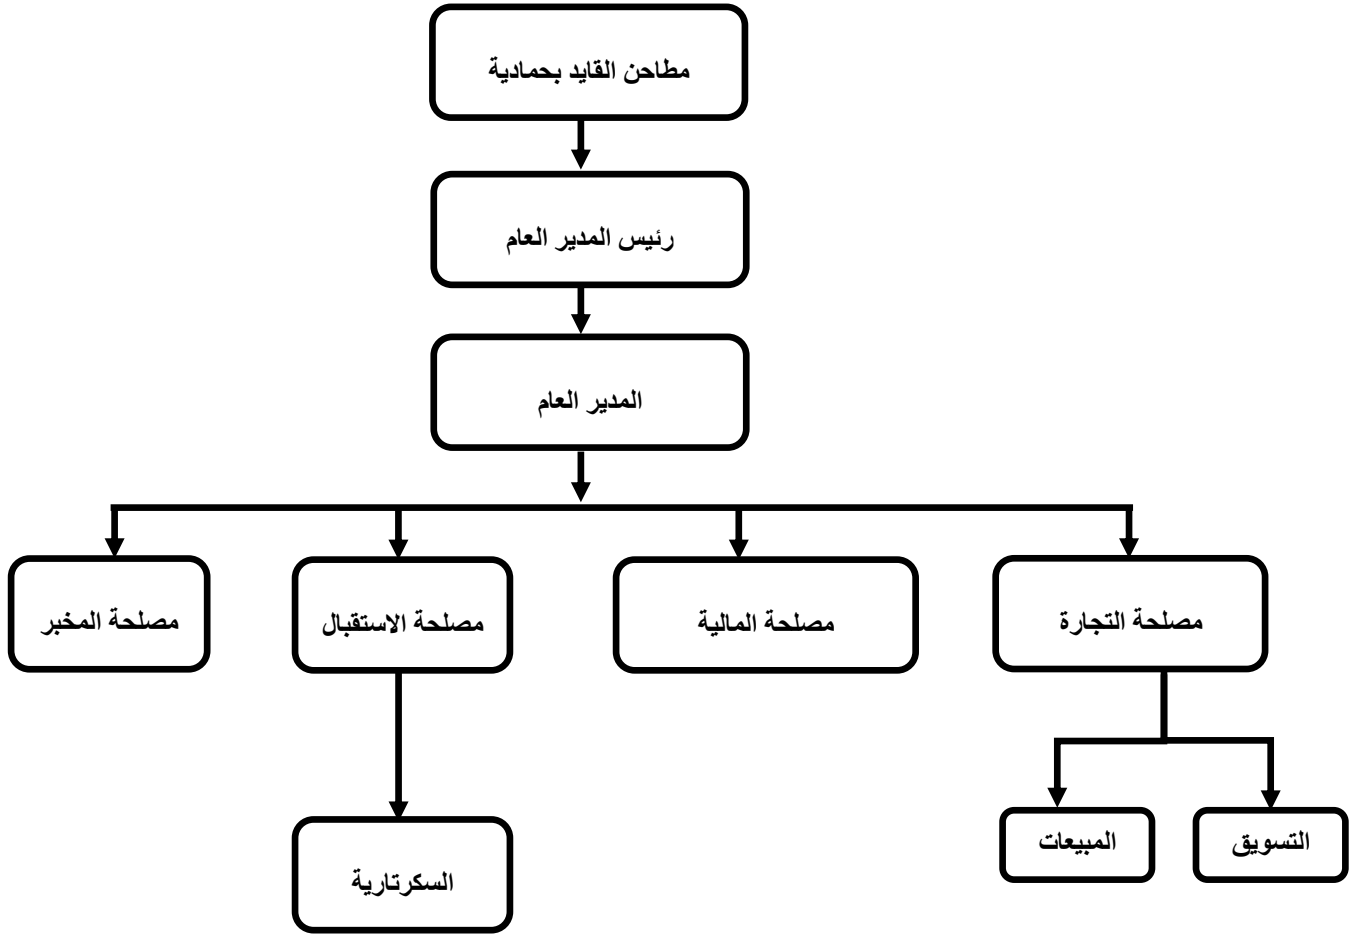 مطاحن القايد بحمادية
رئيس المدير العام
المدير العام
مصلحة التجارة
مصلحة المالية
مصلحة الاستقبال
مصلحة المخبر
التسويق
المبيعات
السكرتارية